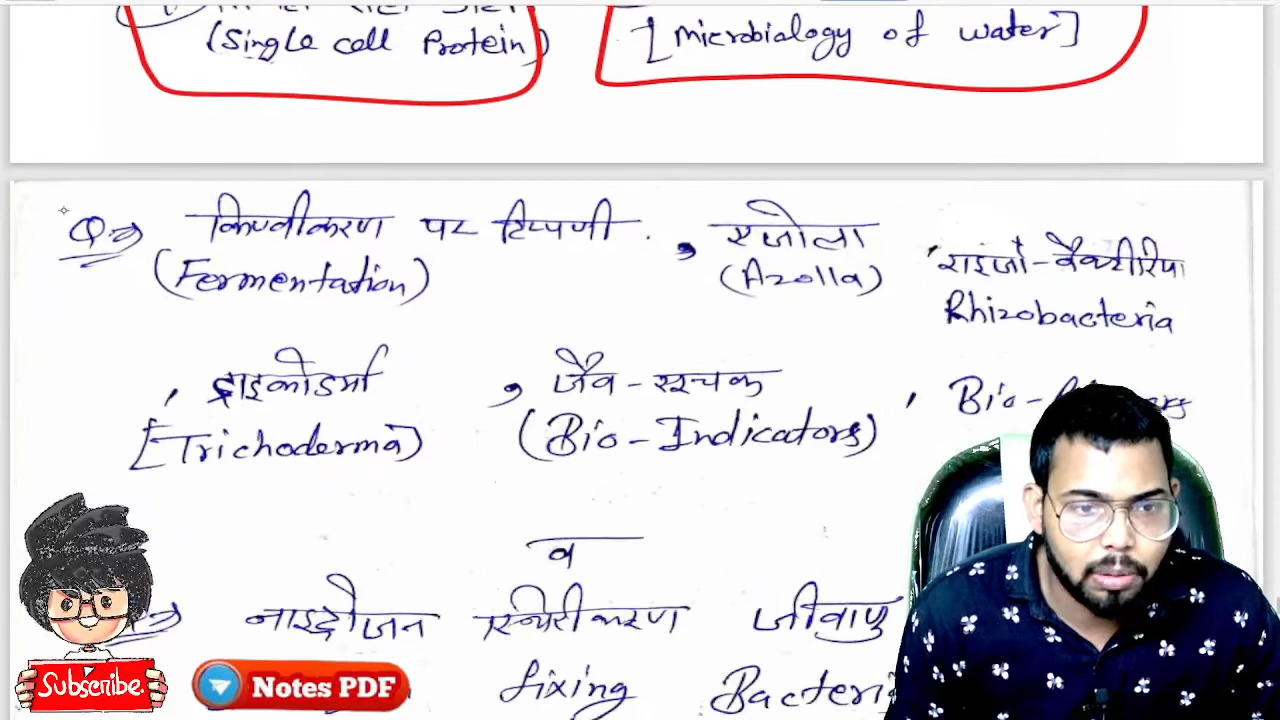 (Single cell Protein)
[microbiology of water]
Q.⇒ किण्वीकरण पर टिप्पणी . , एजोला , राइजो-बैक्टीरिया
(Fermentation) (Azolla) Rhizobacteria
, ट्राइकोडर्मा , जैव-सूचक , Bio-
[Trichoderma) (Bio-Indicators)
व
नाइट्रोजन स्थिरीकरण जीवाणु
fixing Bacteri
Subscribe.
Notes PDF